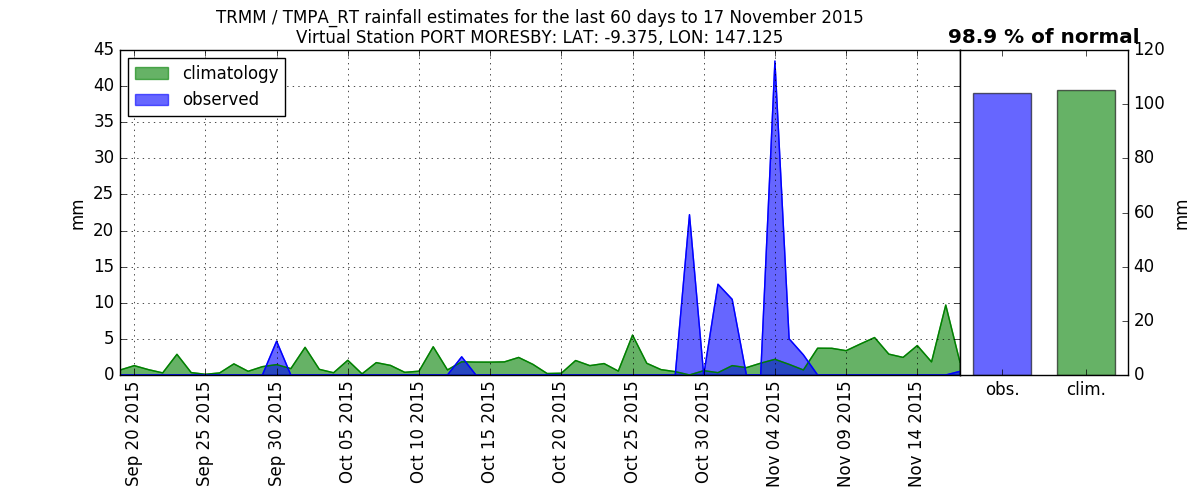 TRMM / TMPA_RT rainfall estimates for the last 60 days to 17 November 2015
Virtual Station PORT MORESBY: LAT: -9.375, LON: 147.125
98.9 % of normal
climatology
observed
45
40
35
30
25
20
15
10
5
0
mm
Sep 20 2015
Sep 25 2015
Sep 30 2015
Oct 05 2015
Oct 10 2015
Oct 15 2015
Oct 20 2015
Oct 25 2015
Oct 30 2015
Nov 04 2015
Nov 09 2015
Nov 14 2015
120
100
80
60
40
20
0
mm
obs.
clim.